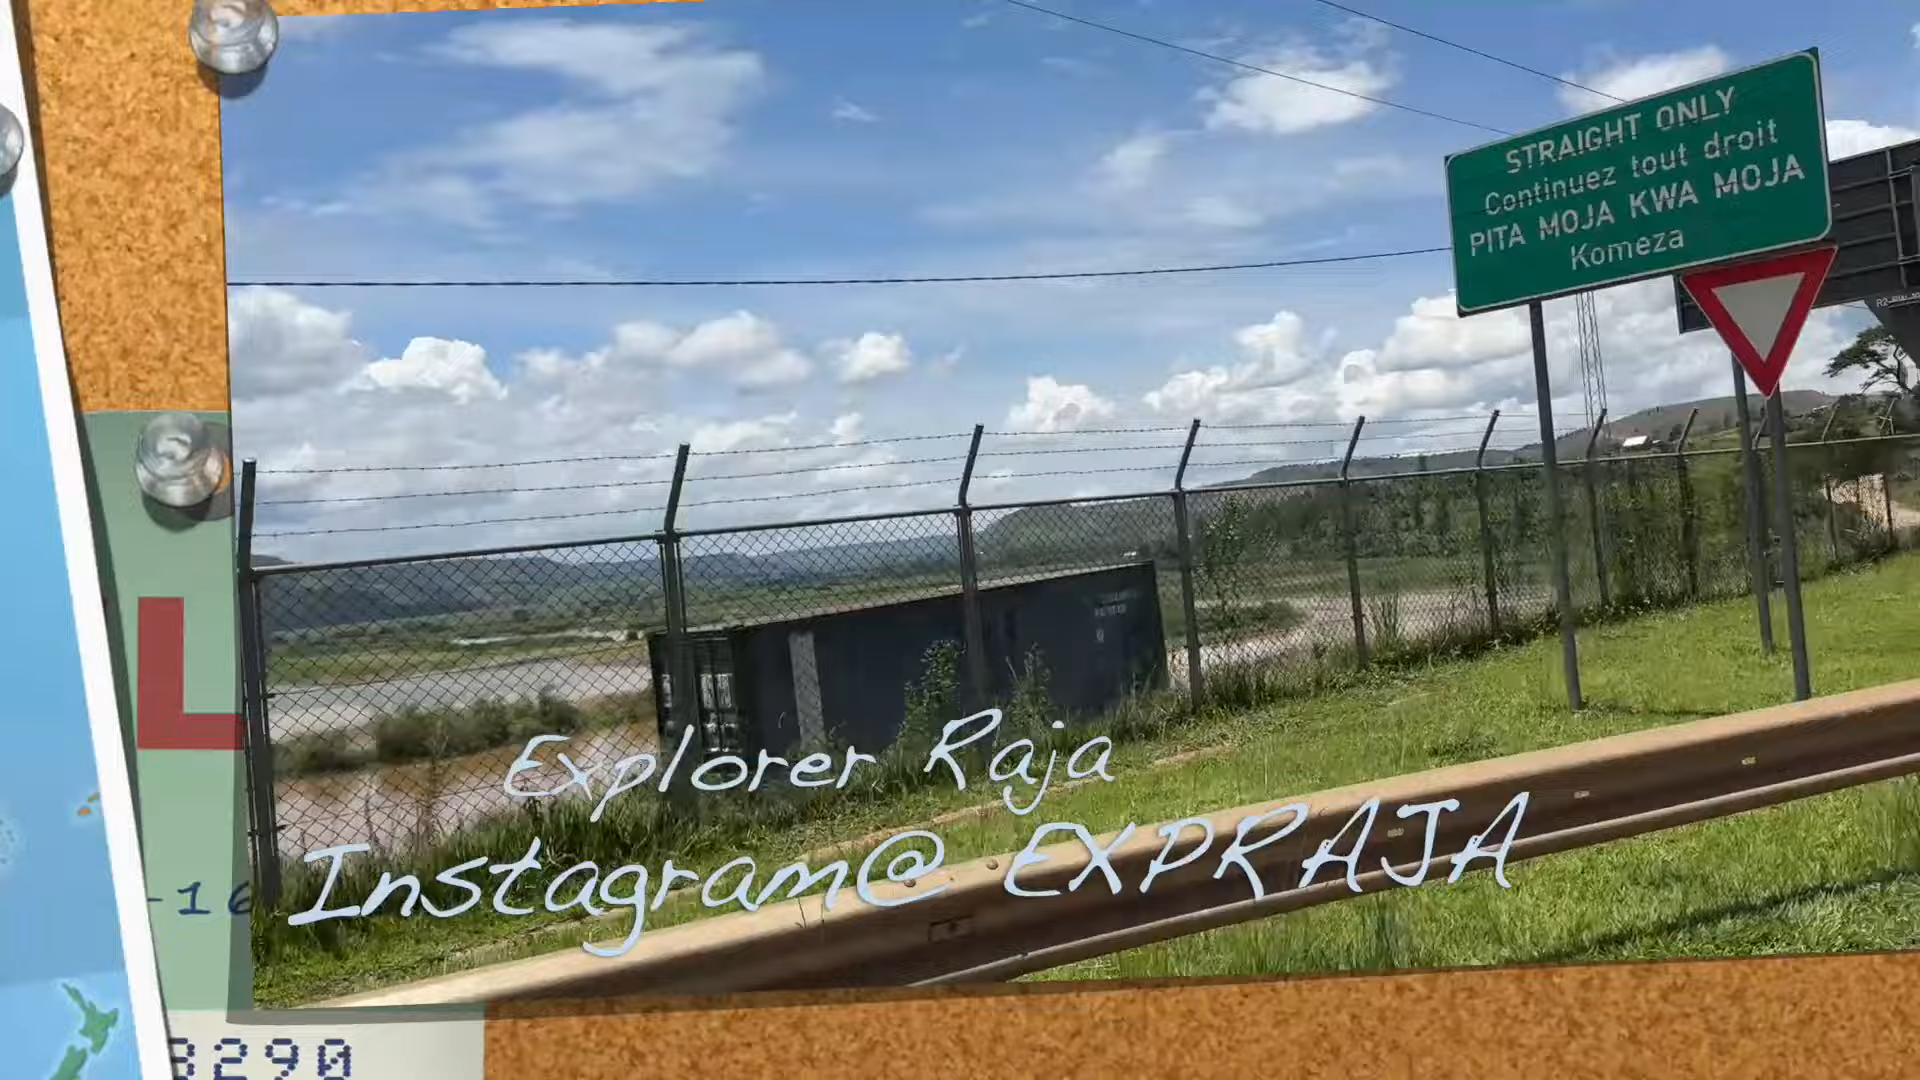 STRAIGHT ONLY
Continuez tout droit
PITA MOJA KWA MOJA
Komeza
Explorer Raja
Instagram@ EXPRAJA
L
-16
3290